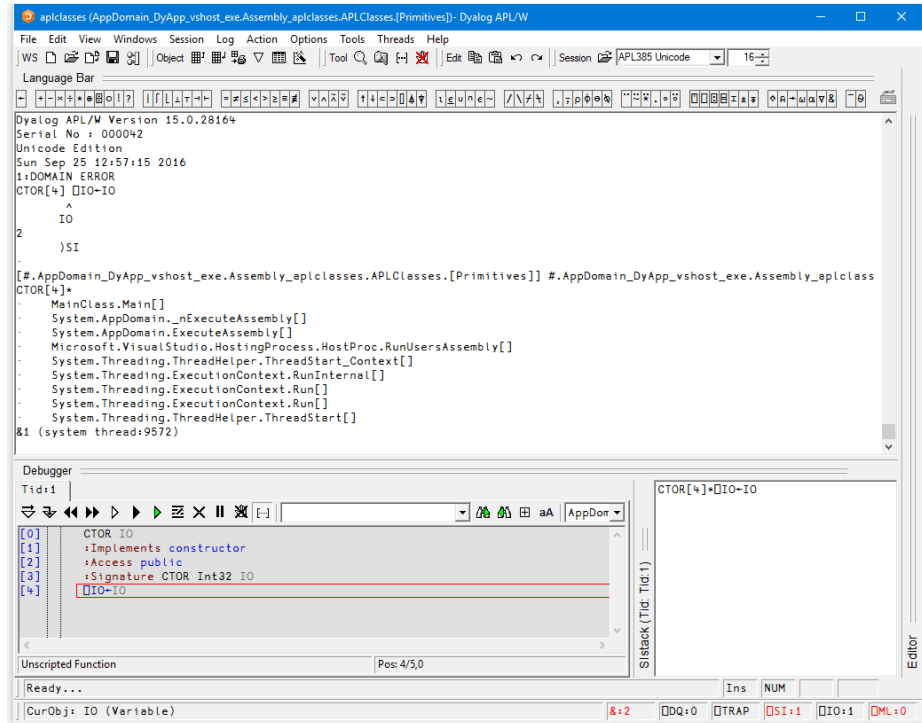 aplclasses (AppDomain_DyApp_vshost_exe.Assembly_aplclasses.APLClasses.[Primitives])- Dyalog APL/W
File Edit View Windows Session Log Action Options Tools Threads Help
WS Object Tool Edit Session APL385 Unicode 16
Language Bar
← + - × ÷ * ⍟ ⌹ ○ ! ? | ⌈ ⌊ ⊥ ⊤ ⊣ ⊢ = ≠ ≤ < > ≥ ≡ ≢ ∨ ∧ ⍲ ⍱ ↑ ↓ ⊂ ⊃ ⌷ ⍋ ⍒ ⍳ ⍷ ∪ ∩ ∊ ~ / \ ⌿ ⍀ , ⍪ ⍴ ⌽ ⊖ ⍉ ¨ ⍨ ⍣ . ∘ ⍤ ⍞ ⎕ ⍠ ⌸ ⌶ ⍎ ⍕ ⋄ ⍝ → ⍵ ⍺ ∇ & ¯ ⍬
Dyalog APL/W Version 15.0.28164
Serial No : 000042
Unicode Edition
Sun Sep 25 12:57:15 2016
1:DOMAIN ERROR
CTOR[4] ⎕IO←IO
^
IO
2
)SI
·
[#.AppDomain_DyApp_vshost_exe.Assembly_aplclasses.APLClasses.[Primitives]] #.AppDomain_DyApp_vshost_exe.Assembly_aplclass
CTOR[4]*
· MainClass.Main[]
· System.AppDomain._nExecuteAssembly[]
· System.AppDomain.ExecuteAssembly[]
· Microsoft.VisualStudio.HostingProcess.HostProc.RunUsersAssembly[]
· System.Threading.ThreadHelper.ThreadStart_Context[]
· System.Threading.ExecutionContext.RunInternal[]
· System.Threading.ExecutionContext.Run[]
· System.Threading.ExecutionContext.Run[]
· System.Threading.ThreadHelper.ThreadStart[]
&1 (system thread:9572)
Debugger
Tid:1
aA AppDom
[0] CTOR IO
[1] :Implements constructor
[2] :Access public
[3] :Signature CTOR Int32 IO
[4] ⎕IO←IO
Unscripted Function Pos: 4/5,0
SIstack (Tid: Tid:1)
CTOR[4]*⎕IO←IO
Editor
Ready... Ins NUM
CurObj: IO (Variable) &:2 ⎕DQ:0 ⎕TRAP ⎕SI:1 ⎕IO:1 ⎕ML:0